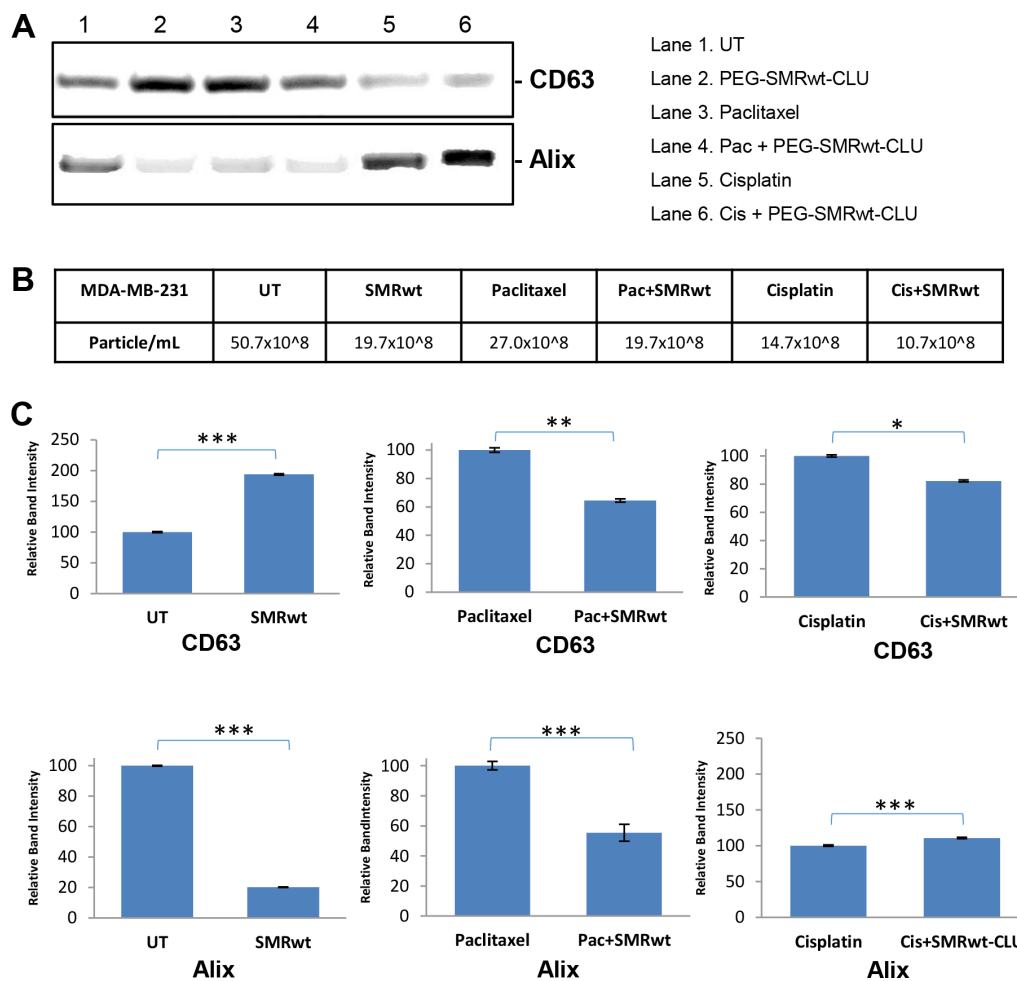 A
1 2 3 4 5 6
- CD63
- Alix
Lane 1. UT
Lane 2. PEG-SMRwt-CLU
Lane 3. Paclitaxel
Lane 4. Pac + PEG-SMRwt-CLU
Lane 5. Cisplatin
Lane 6. Cis + PEG-SMRwt-CLU
B
MDA-MB-231 UT SMRwt Paclitaxel Pac+SMRwt Cisplatin Cis+SMRwt
Particle/mL 50.7x10^8 19.7x10^8 27.0x10^8 19.7x10^8 14.7x10^8 10.7x10^8
C
Relative Band Intensity
250
200
150
100
50
0
***
UT SMRwt
CD63
Relative Band Intensity
100
80
60
40
20
0
**
Paclitaxel Pac+SMRwt
CD63
Relative Band Intensity
100
80
60
40
20
0
*
Cisplatin Cis+SMRwt
CD63
Relative Band Intensity
100
80
60
40
20
0
***
UT SMRwt
Alix
Relative BandIntensity
100
80
60
40
20
0
***
Paclitaxel Pac+SMRwt
Alix
Relative Band Intensity
250
200
150
100
50
0
***
Cisplatin Cis+SMRwt-CLU
Alix